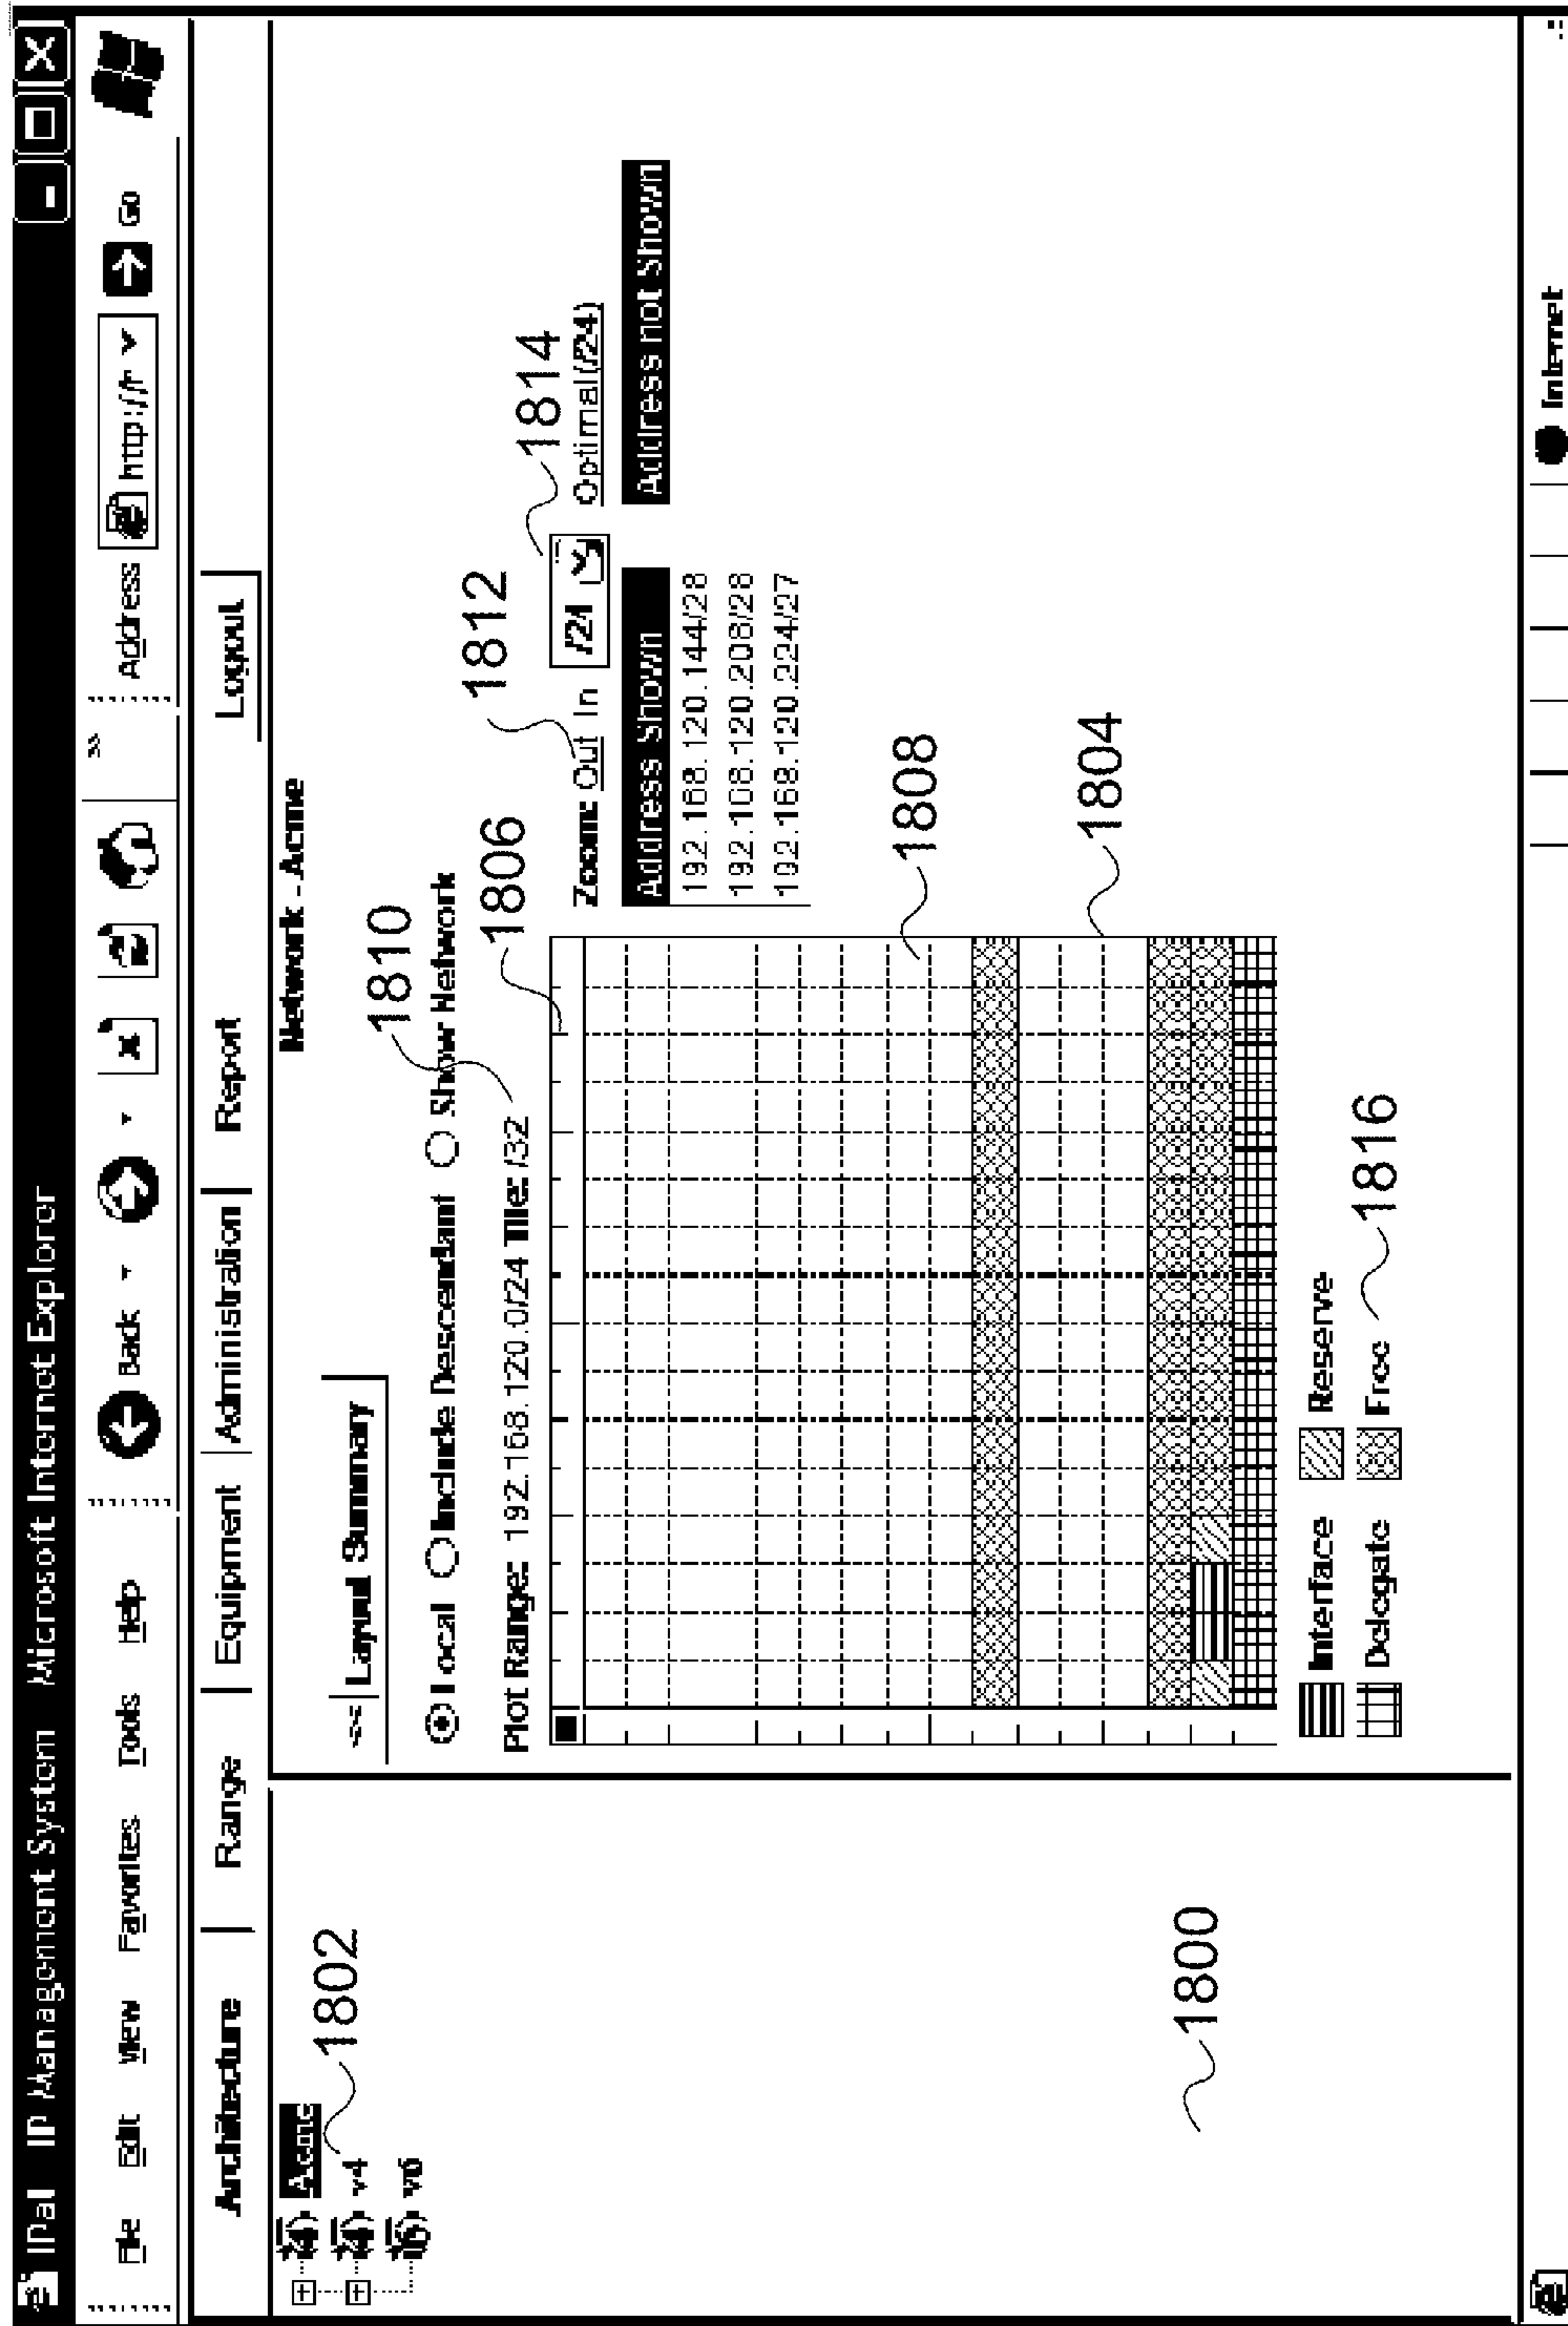 IPal IP Management System Microsoft Internet Explorer
File Edit View Favorites Tools Help
Back
»
Address http://r Go
Architecture Range Equipment Administration Report Logout
Acme
v4
v6
1802
1800
Network - Acme
<< Layout Summary
1810
Local Include Descendant Show Network
1806
1812
1814
Plot Range: 192.168.120.0/24 Tile: /32
Zoom: Out In /24 Optimal(/24)
Address Shown
Address not Shown
192.168.120.144/28
192.168.120.208/28
192.168.120.224/27
1808
1804
Interface Reserve
Delegate Free
1816
Internet